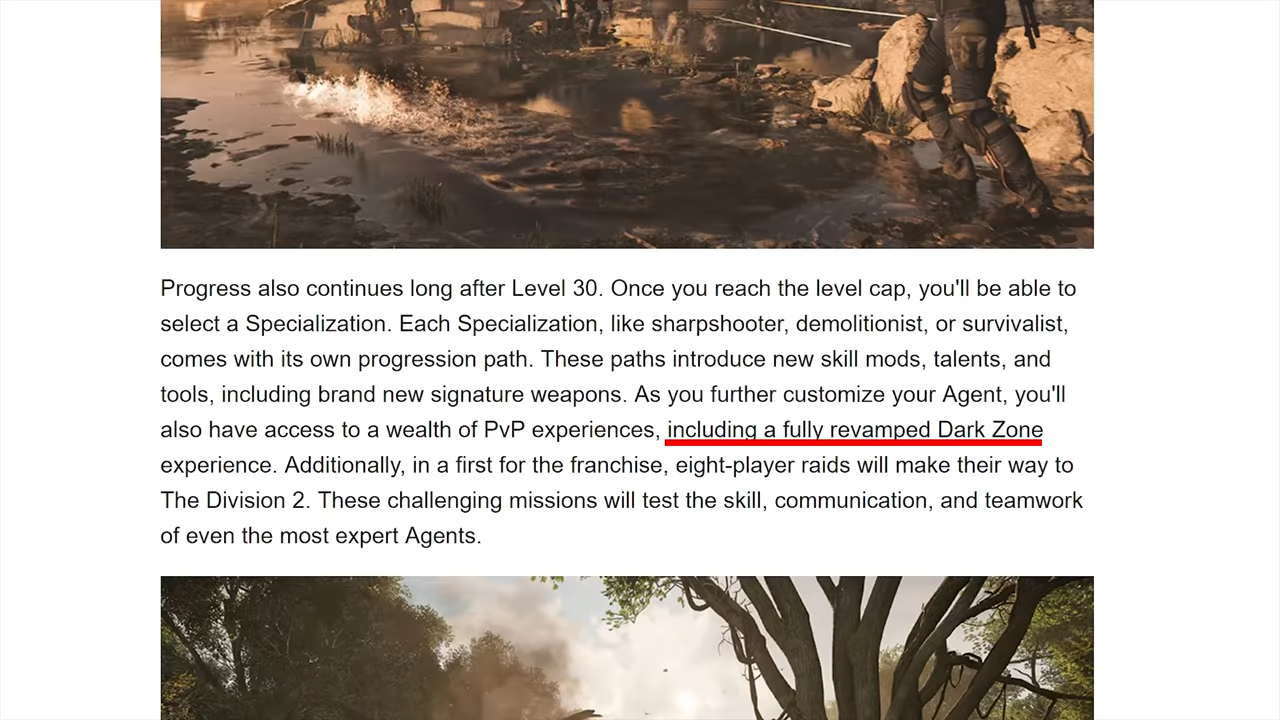 Progress also continues long after Level 30. Once you reach the level cap, you'll be able to
select a Specialization. Each Specialization, like sharpshooter, demolitionist, or survivalist,
comes with its own progression path. These paths introduce new skill mods, talents, and
tools, including brand new signature weapons. As you further customize your Agent, you'll
also have access to a wealth of PvP experiences, including a fully revamped Dark Zone
experience. Additionally, in a first for the franchise, eight-player raids will make their way to
The Division 2. These challenging missions will test the skill, communication, and teamwork
of even the most expert Agents.